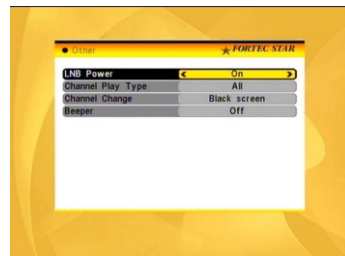 Other
FORTEC STAR
LNB Power On
Channel Play Type All
Channel Change Black screen
Beeper Off